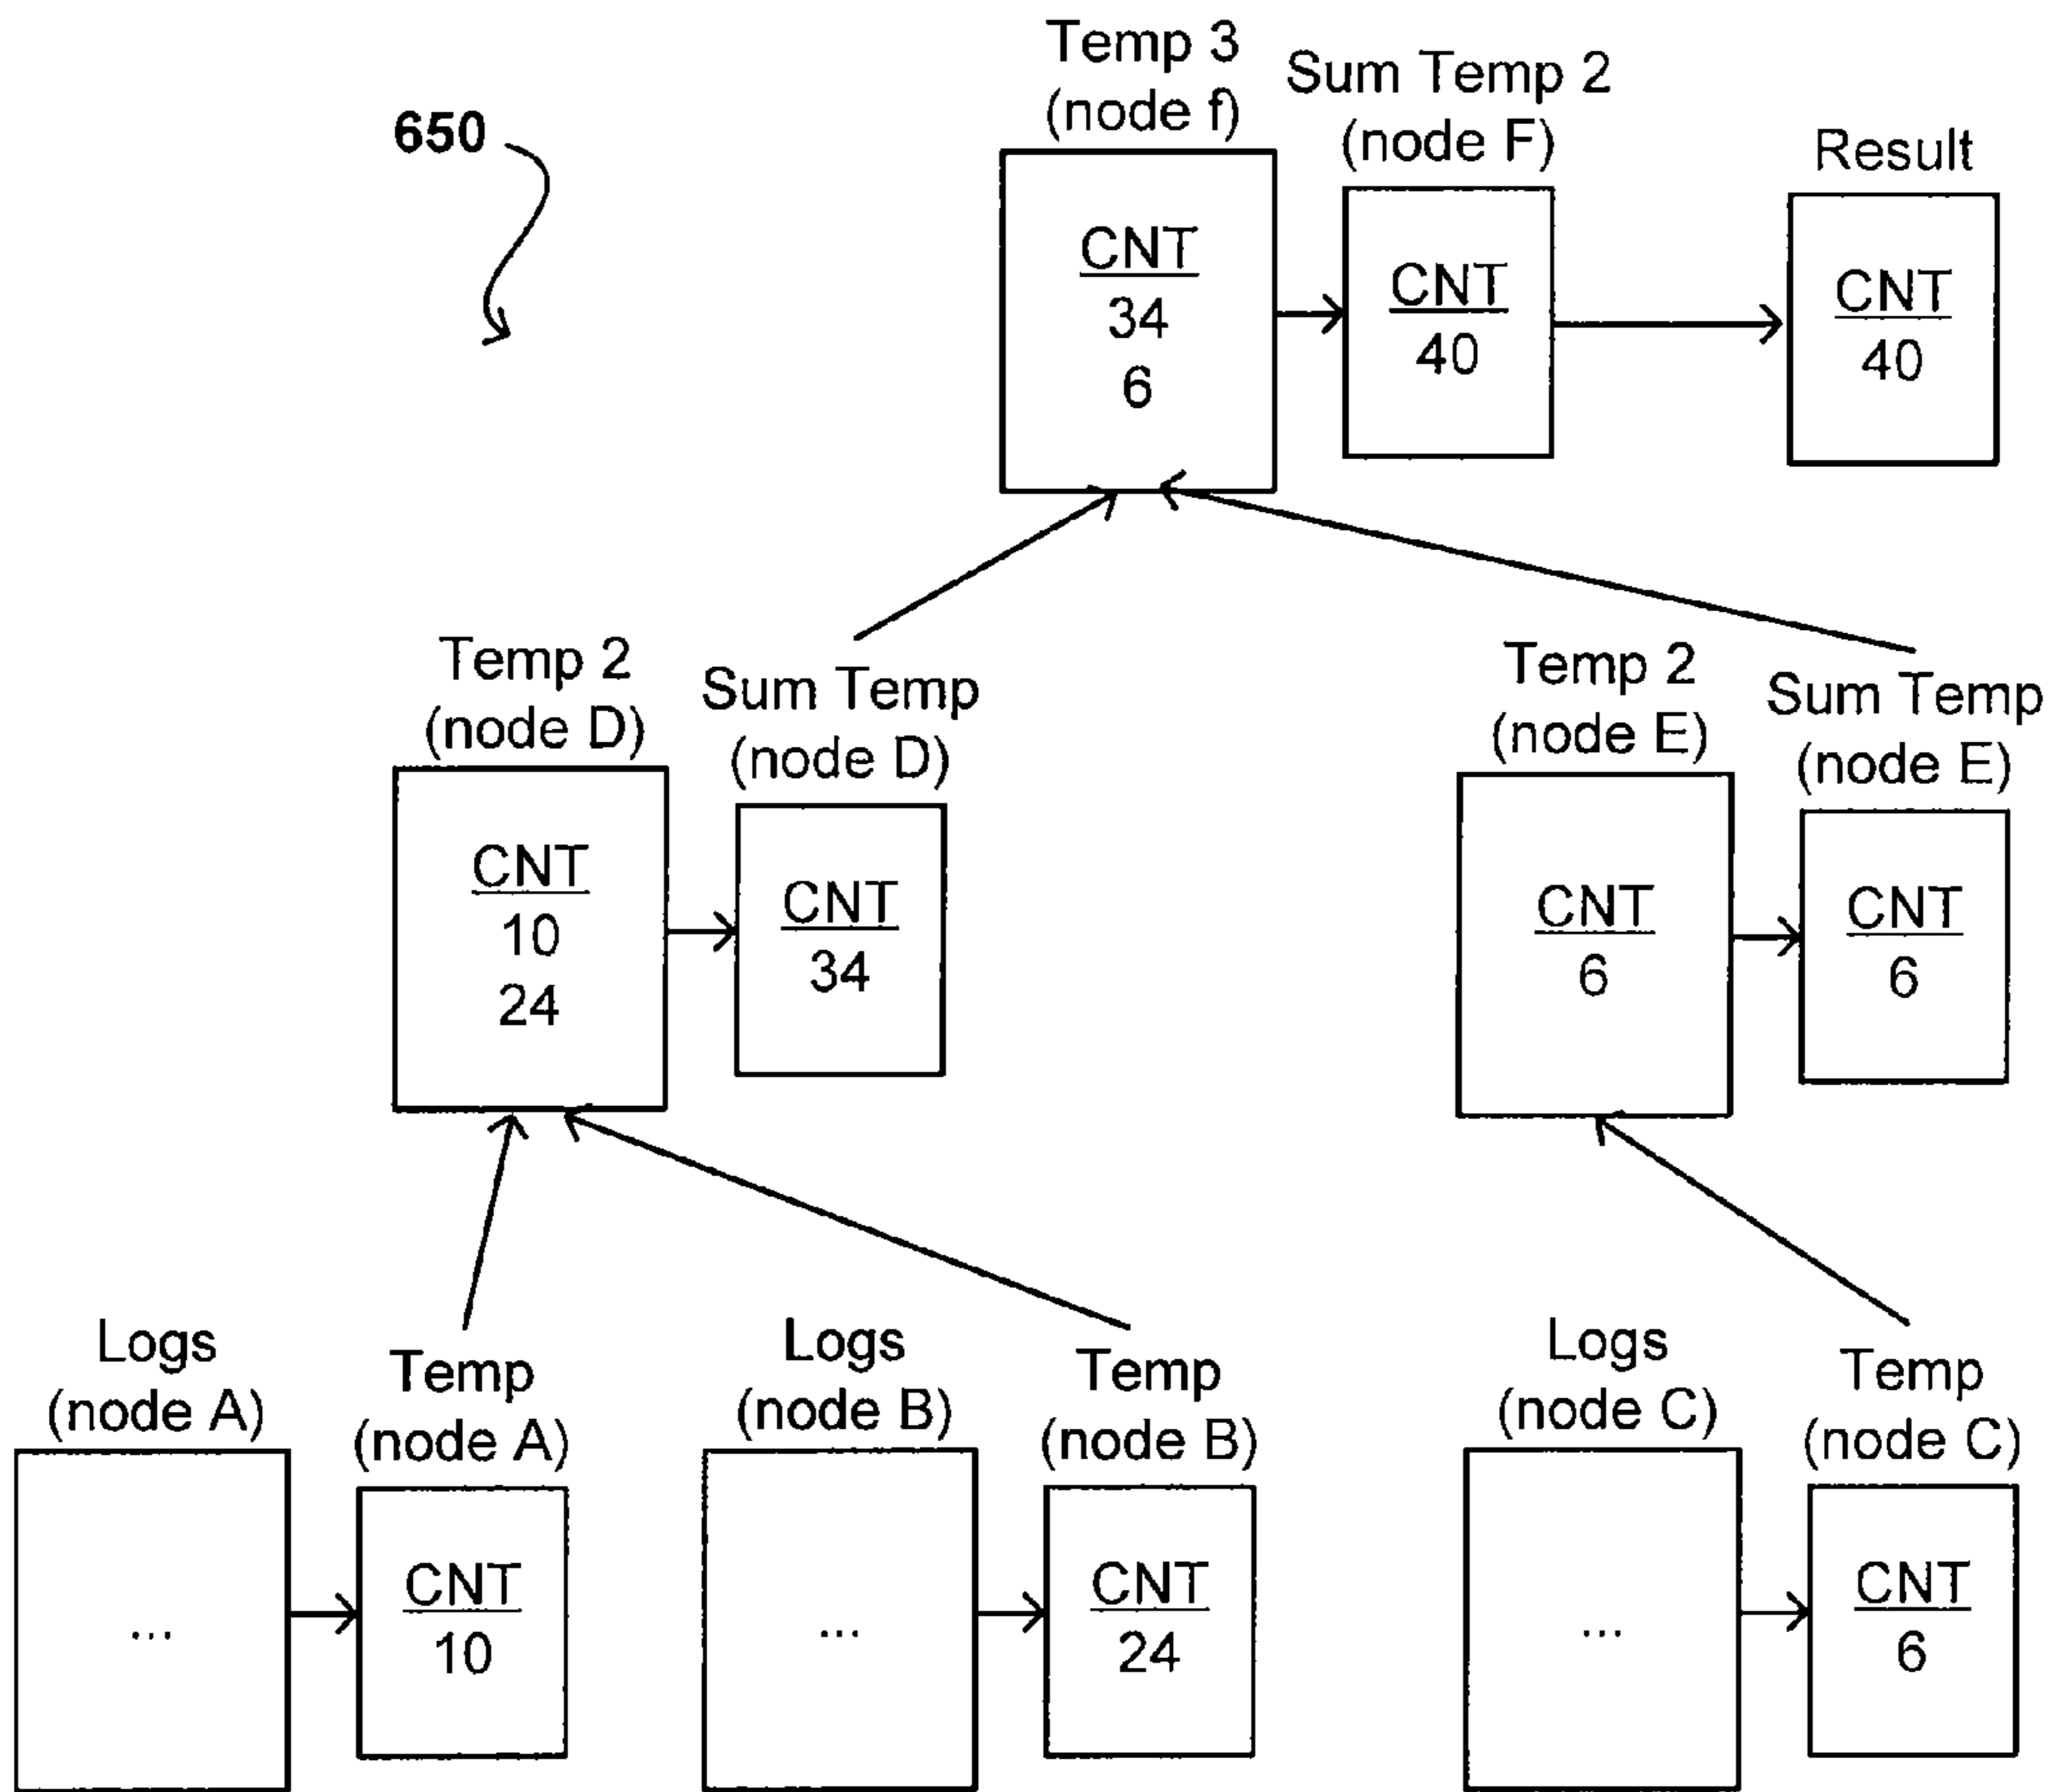 Temp 3
(node f)
Sum Temp 2
(node F)
Result
650
CNT
34
6
CNT
40
CNT
40
Temp 2
(node D)
Sum Temp
(node D)
Temp 2
(node E)
Sum Temp
(node E)
CNT
10
24
CNT
34
CNT
6
CNT
6
Logs
(node A)
Temp
(node A)
Logs
(node B)
Temp
(node B)
Logs
(node C)
Temp
(node C)
...
CNT
10
...
CNT
24
...
CNT
6